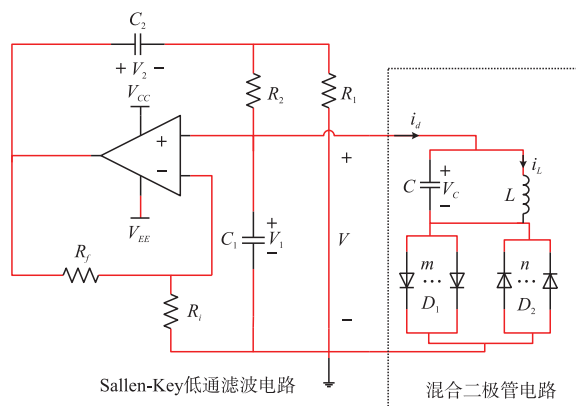 C₂
+ V₂ −
V_CC
R₂
R₁
i_d
+
−
+
i_L
C
+
V_C
−
L
V_EE
C₁
+
V₁
−
V
R_f
R_i
−
m
...
D₁
n
...
D₂
Sallen-Key低通滤波电路
混合二极管电路